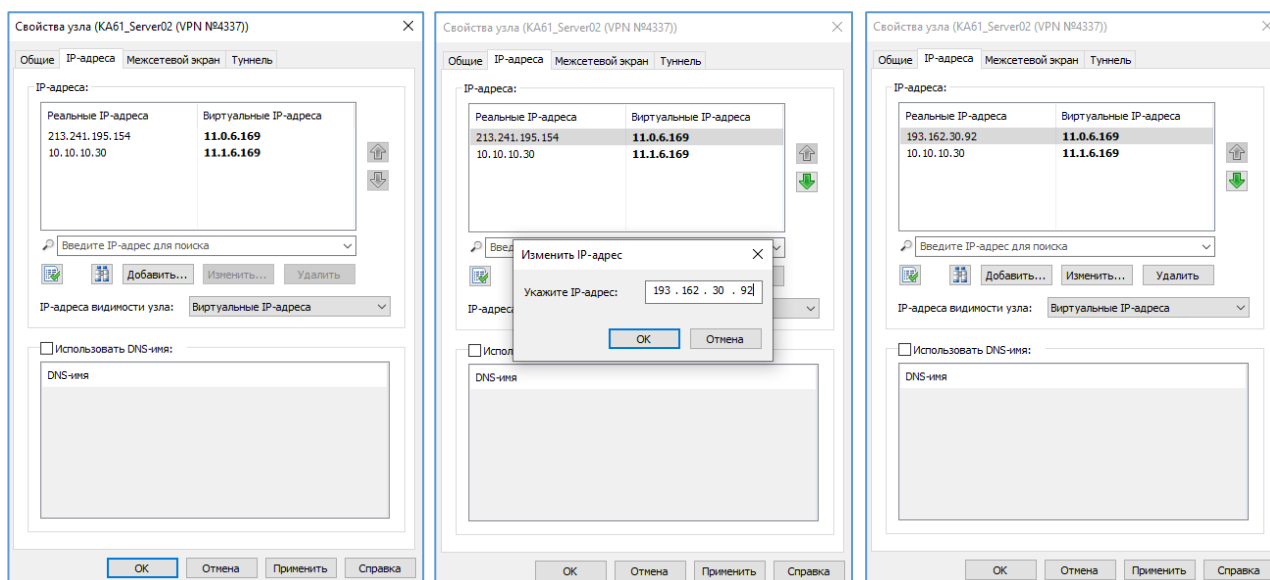 Свойства узла (KA61_Server02 (VPN №4337))
Общие IP-адреса Межсетевой экран Туннель
IP-адреса:
Реальные IP-адреса Виртуальные IP-адреса
213.241.195.154 11.0.6.169
10.10.10.30 11.1.6.169
Введите IP-адрес для поиска
Добавить... Изменить... Удалить
IP-адреса видимости узла: Виртуальные IP-адреса
Использовать DNS-имя:
DNS-имя
OK Отмена Применить Справка
Свойства узла (KA61_Server02 (VPN №4337))
Общие IP-адреса Межсетевой экран Туннель
IP-адреса:
Реальные IP-адреса Виртуальные IP-адреса
213.241.195.154 11.0.6.169
10.10.10.30 11.1.6.169
Изменить IP-адрес
Укажите IP-адрес: 193 . 162 . 30 . 92
OK Отмена
IP-адреса
DNS-имя
OK Отмена Применить Справка
Свойства узла (KA61_Server02 (VPN №4337))
Общие IP-адреса Межсетевой экран Туннель
IP-адреса:
Реальные IP-адреса Виртуальные IP-адреса
193.162.30.92 11.0.6.169
10.10.10.30 11.1.6.169
Введите IP-адрес для поиска
Добавить... Изменить... Удалить
IP-адреса видимости узла: Виртуальные IP-адреса
Использовать DNS-имя:
DNS-имя
OK Отмена Применить Справка